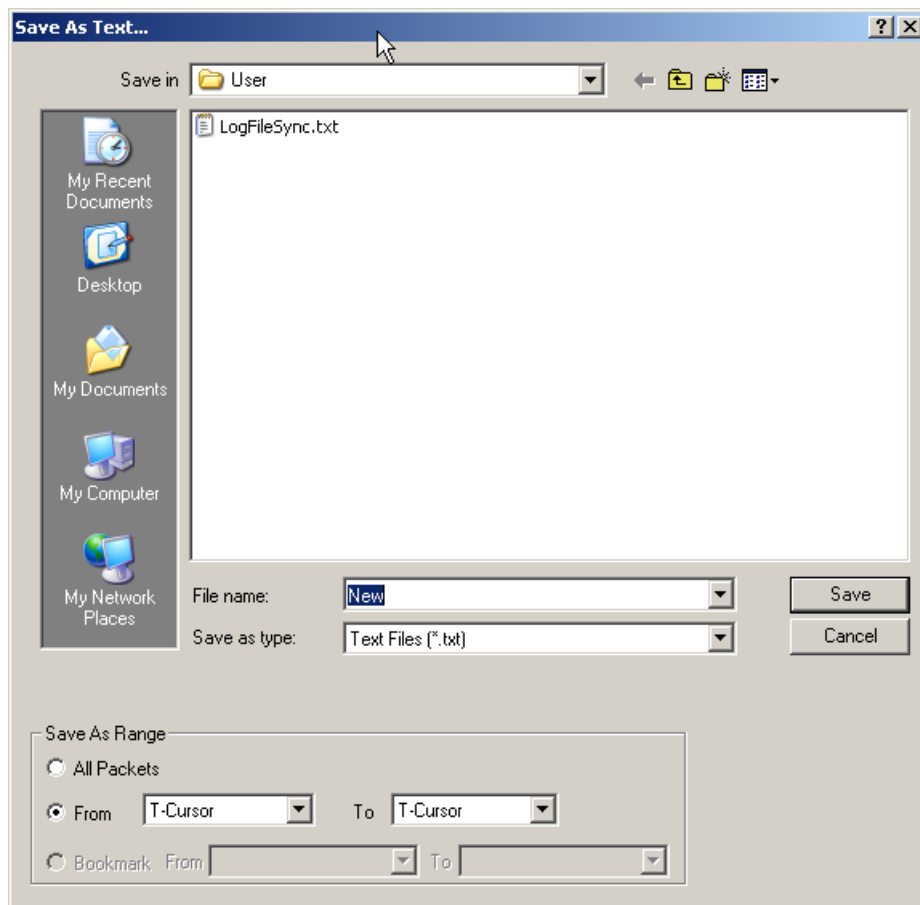 Save As Text...
Save in User
LogFileSync.txt
My Recent
Documents
Desktop
My Documents
My Computer
My Network
Places
File name: New Save
Save as type: Text Files (*.txt) Cancel
Save As Range
All Packets
From T-Cursor To T-Cursor
Bookmark From To